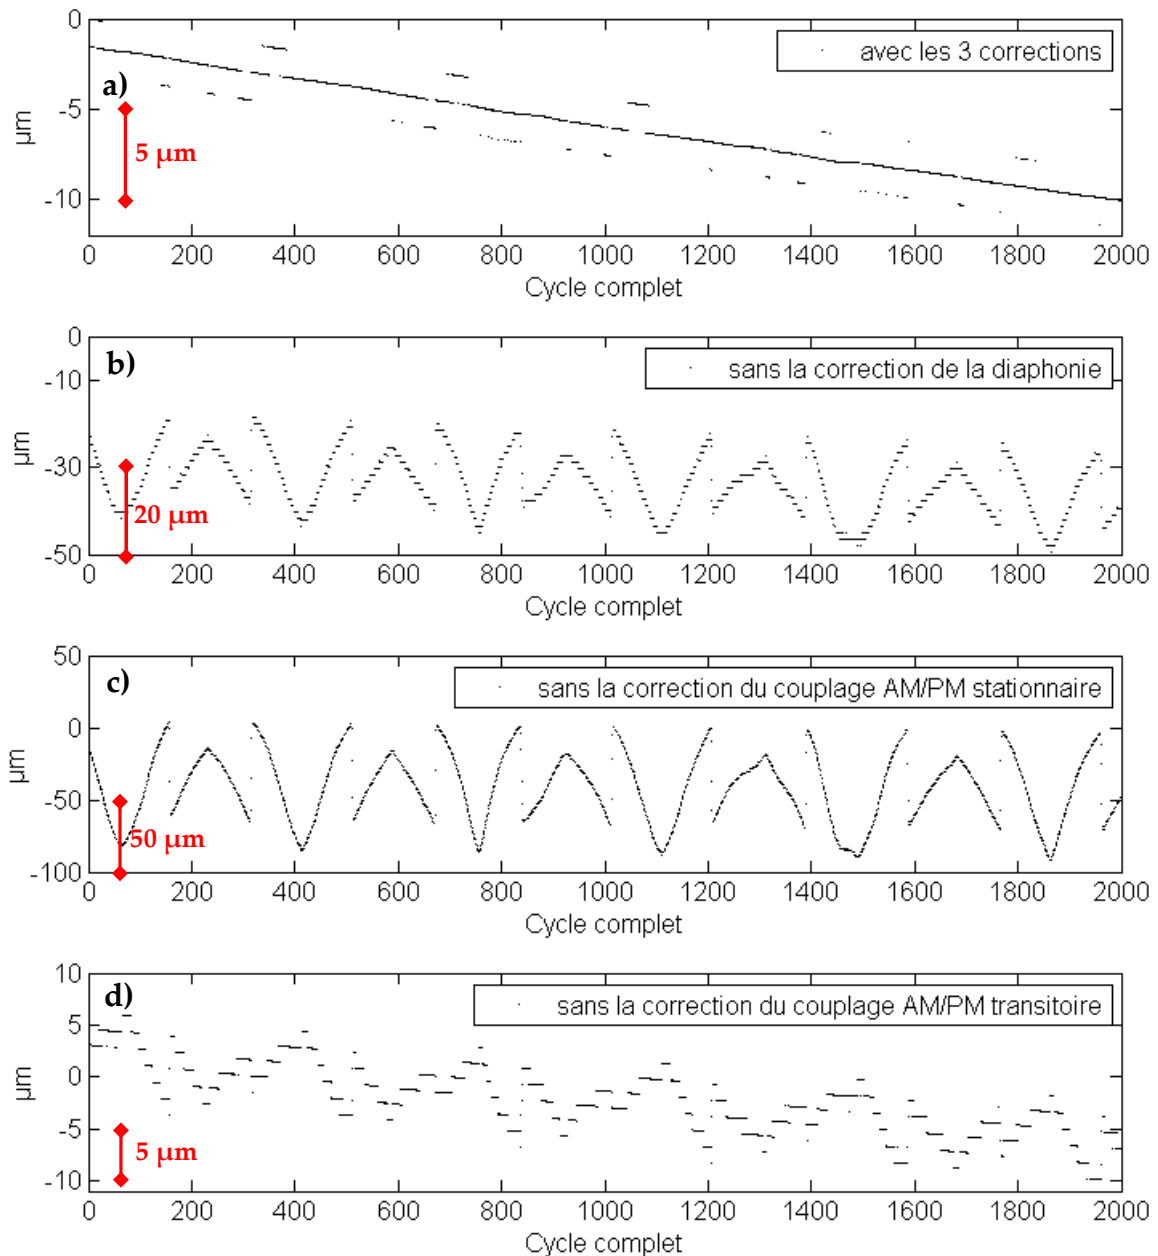 0
avec les 3 corrections
a)
-5
µm
5 µm
-10
0 200 400 600 800 1000 1200 1400 1600 1800 2000
Cycle complet
0
b)
sans la correction de la diaphonie
-10
µm
-30
20 µm
-50
0 200 400 600 800 1000 1200 1400 1600 1800 2000
Cycle complet
50
c)
sans la correction du couplage AM/PM stationnaire
0
µm
-50
50 µm
-100
0 200 400 600 800 1000 1200 1400 1600 1800 2000
Cycle complet
10
d)
sans la correction du couplage AM/PM transitoire
5
0
µm
-5
5 µm
-10
0 200 400 600 800 1000 1200 1400 1600 1800 2000
Cycle complet